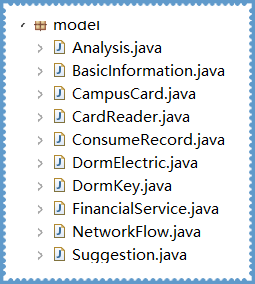 model
Analysis.java
BasicInformation.java
CampusCard.java
CardReader.java
ConsumeRecord.java
DormElectric.java
DormKey.java
FinancialService.java
NetworkFlow.java
Suggestion.java